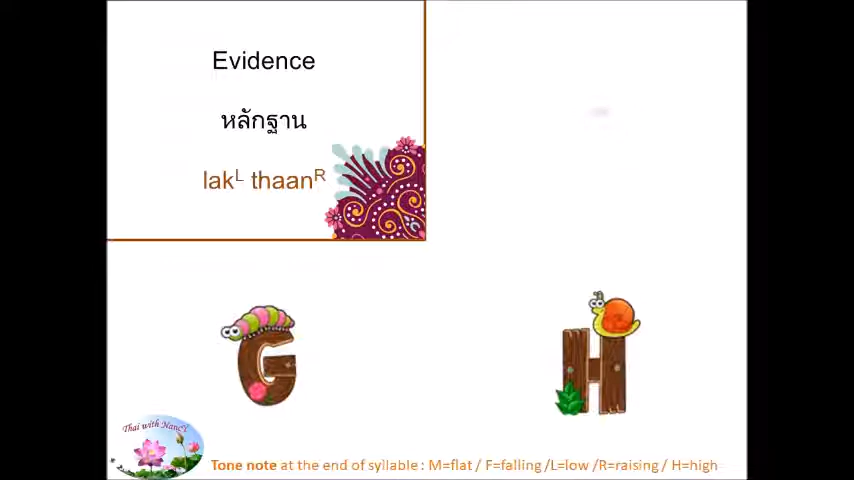 Evidence
หลักฐาน
lakL thaanR
G
H
Thai with NancY
Tone note at the end of syllable : M=flat / F=falling /L=low /R=raising / H=high